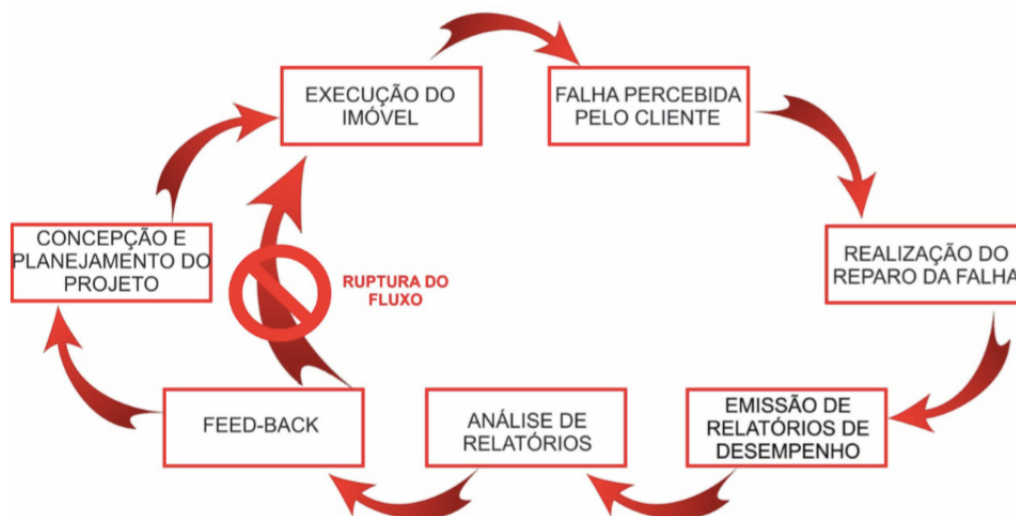 EXECUÇÃO DO
IMÓVEL
FALHA PERCEBIDA
PELO CLIENTE
REALIZAÇÃO DO
REPARO DA FALHA
EMISSÃO DE
RELATÓRIOS DE
DESEMPENHO
ANÁLISE DE
RELATÓRIOS
FEED-BACK
CONCEPÇÃO E
PLANEJAMENTO DO
PROJETO
RUPTURA DO
FLUXO